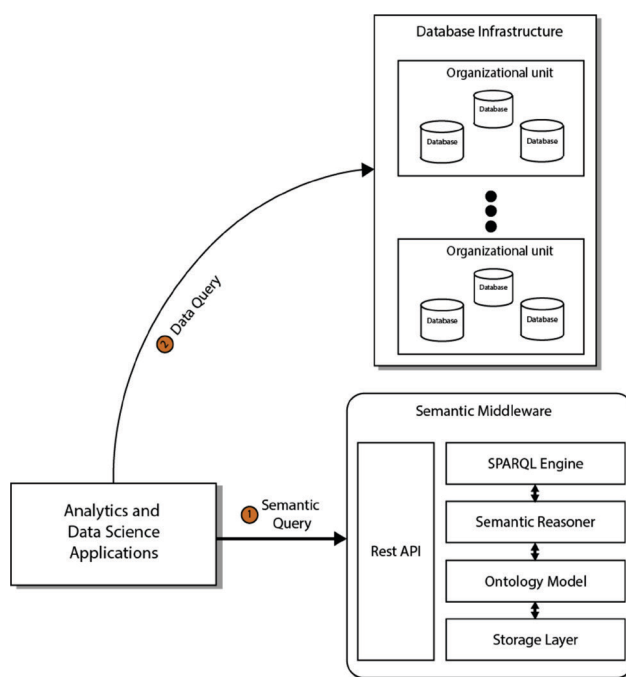 Database Infrastructure
Organizational unit
Database
Database
Database
Organizational unit
Database
Database
Database
2 Data Query
Semantic Middleware
Rest API
SPARQL Engine
Semantic Reasoner
Ontology Model
Storage Layer
1 Semantic
Query
Analytics and
Data Science
Applications